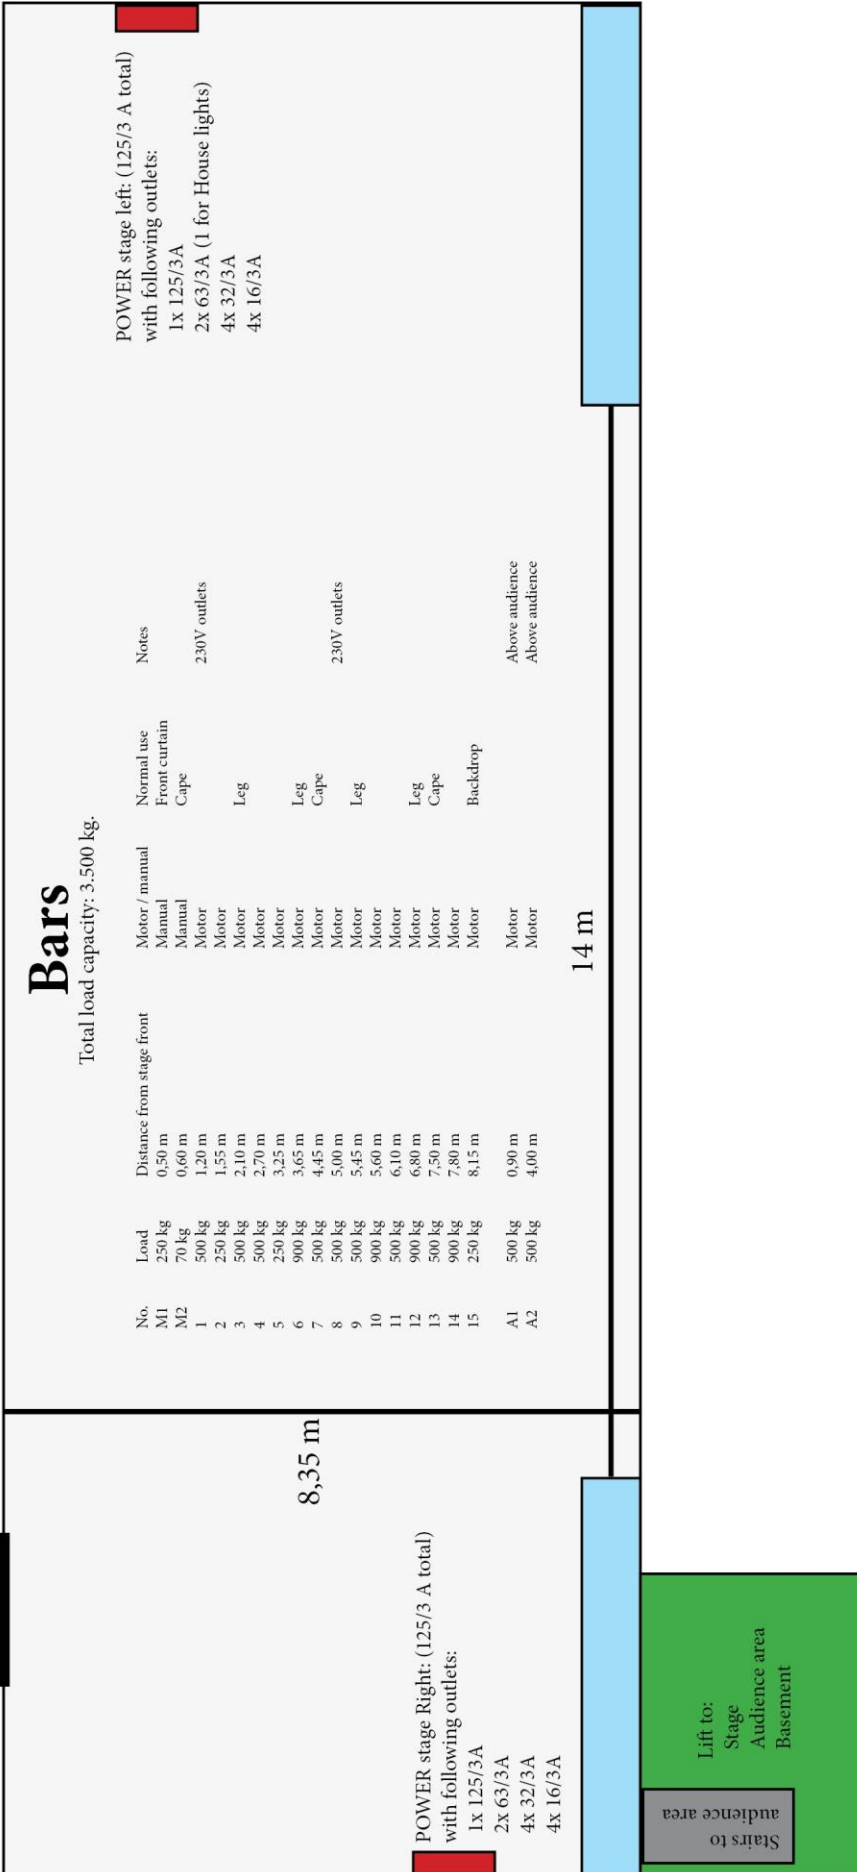 Bars
Total load capacity: 3.500 kg.
No. Load Distance from stage front Motor / manual Normal use Notes
M1 250 kg 0,50 m Manual Front curtain
M2 70 kg 0,60 m Manual Cape
1 500 kg 1,20 m Motor 230V outlets
2 250 kg 1,55 m Motor
3 500 kg 2,10 m Motor Leg
4 500 kg 2,70 m Motor
5 250 kg 3,25 m Motor
6 900 kg 3,65 m Motor Leg
7 500 kg 4,45 m Motor Cape
8 500 kg 5,00 m Motor 230V outlets
9 500 kg 5,45 m Motor Leg
10 900 kg 5,60 m Motor
11 500 kg 6,10 m Motor
12 900 kg 6,80 m Motor Leg
13 500 kg 7,50 m Motor Cape
14 900 kg 7,80 m Motor
15 250 kg 8,15 m Motor Backdrop
A1 500 kg 0,90 m Motor Above audience
A2 500 kg 4,00 m Motor Above audience
POWER stage left: (125/3 A total)
with following outlets:
1x 125/3A
2x 63/3A (1 for House lights)
4x 32/3A
4x 16/3A
8,35 m
14 m
POWER stage Right: (125/3 A total)
with following outlets:
1x 125/3A
2x 63/3A
4x 32/3A
4x 16/3A
Lift to:
Stage
Audience area
Basement
Stairs to
audience area